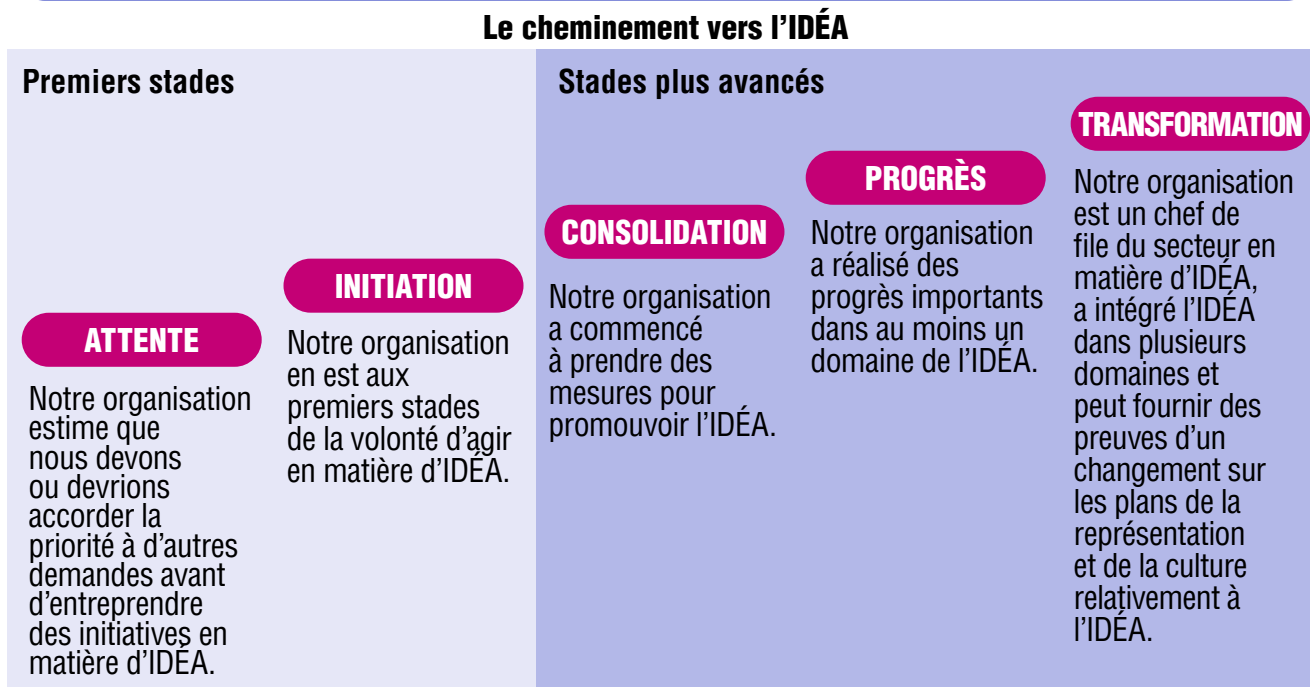 Le cheminement vers l'IDÉA
Premiers stades
ATTENTE
Notre organisation
estime que
nous devons
ou devrions
accorder la
priorité à d'autres
demandes avant
d'entreprendre
des initiatives en
matière d'IDÉA.
INITIATION
Notre organisation
en est aux
premiers stades
de la volonté d'agir
en matière d'IDÉA.
Stades plus avancés
CONSOLIDATION
Notre organisation
a commencé
à prendre des
mesures pour
promouvoir l'IDÉA.
PROGRÈS
Notre organisation
a réalisé des
progrès importants
dans au moins un
domaine de l'IDÉA.
TRANSFORMATION
Notre organisation
est un chef de
file du secteur en
matière d'IDÉA,
a intégré l'IDÉA
dans plusieurs
domaines et
peut fournir des
preuves d'un
changement sur
les plans de la
représentation
et de la culture
relativement à
l'IDÉA.